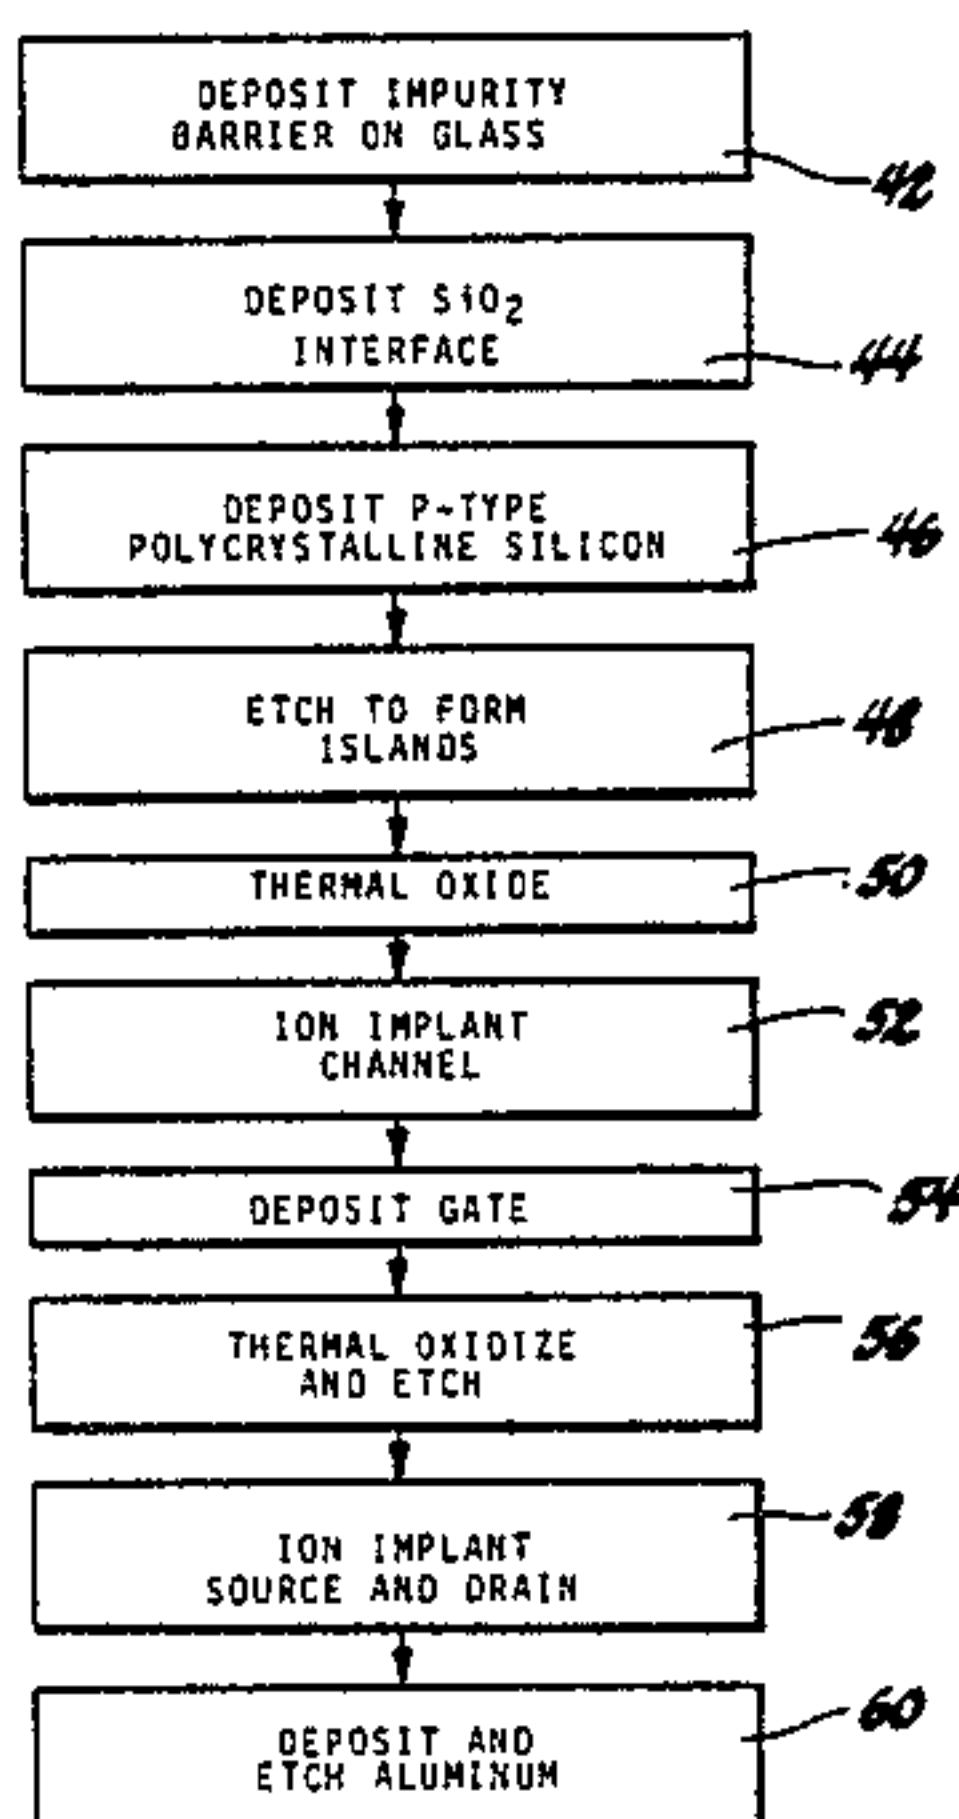 DEPOSIT IMPURITY
BARRIER ON GLASS
42
DEPOSIT SiO₂
INTERFACE
44
DEPOSIT P-TYPE
POLYCRYSTALLINE SILICON
46
ETCH TO FORM
ISLANDS
48
THERMAL OXIDE
50
ION IMPLANT
CHANNEL
52
DEPOSIT GATE
54
THERMAL OXIDIZE
AND ETCH
56
ION IMPLANT
SOURCE AND DRAIN
58
DEPOSIT AND
ETCH ALUMINUM
60